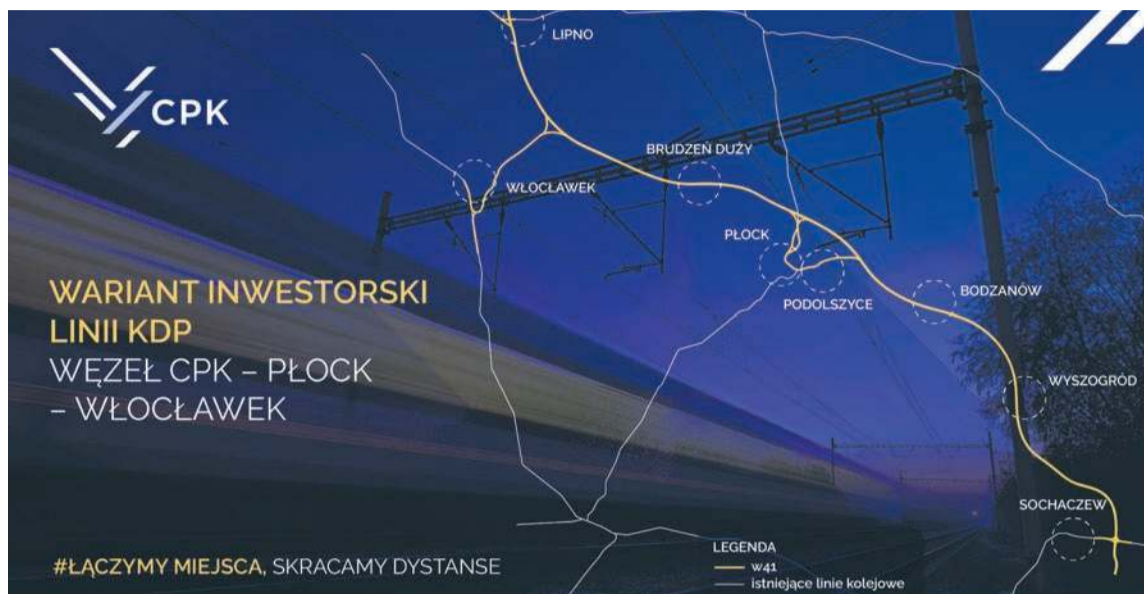 CPK
LIPNO
BRUDZEŃ DUŻY
WŁOCŁAWEK
PŁOCK
PODOLSZYCE
BODZANÓW
WYSZOGRÓD
SOCHACZEW
WARIANT INWESTORSKI
LINII KDP
WĘZEŁ CPK – PŁOCK
– WŁOCŁAWEK
#ŁĄCZYMY MIEJSCA, SKRACAMY DYSTANSE
LEGENDA
w41
istniejące linie kolejowe